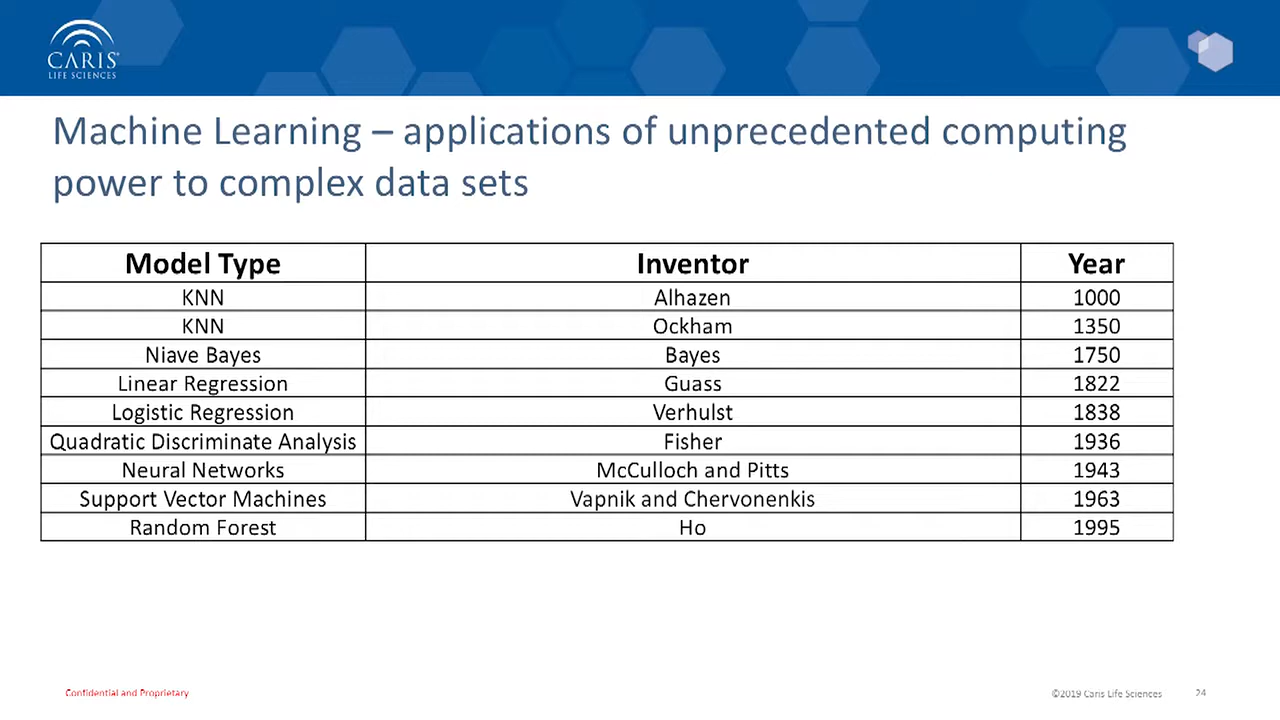 CARIS
LIFE SCIENCES
Machine Learning – applications of unprecedented computing
power to complex data sets
Model Type Inventor Year
KNN Alhazen 1000
KNN Ockham 1350
Niave Bayes Bayes 1750
Linear Regression Guass 1822
Logistic Regression Verhulst 1838
Quadratic Discriminate Analysis Fisher 1936
Neural Networks McCulloch and Pitts 1943
Support Vector Machines Vapnik and Chervonenkis 1963
Random Forest Ho 1995
Confidential and Proprietary ©2019 Caris Life Sciences 24